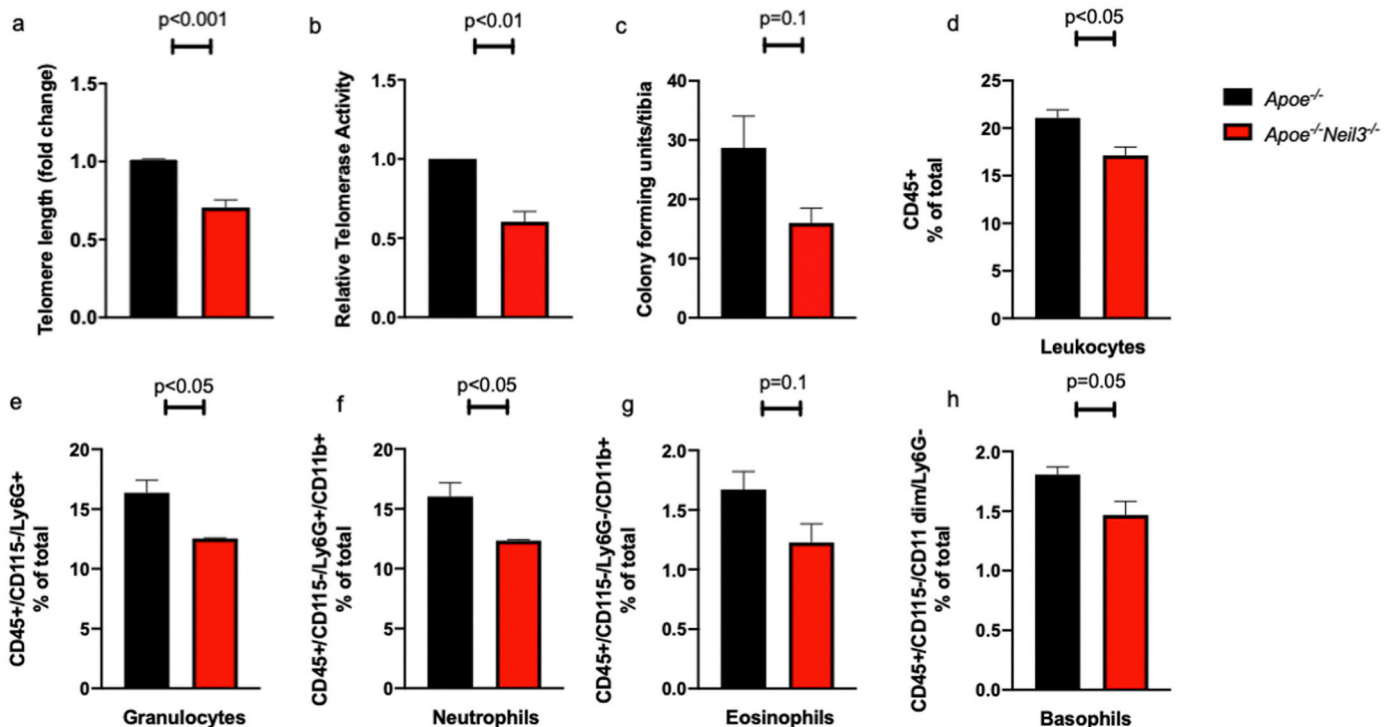 a
p<0.001
Telomere length (fold change)
1.5
1.0
0.5
0.0
b
p<0.01
Relative Telomerase Activity
1.5
1.0
0.5
0.0
c
p=0.1
Colony forming units/tibia
40
30
20
10
0
d
p<0.05
CD45+
% of total
25
20
15
10
5
0
Leukocytes
Apoe-/-
Apoe-/-Neil3-/-
e
p<0.05
CD45+/CD115-/Ly6G+
% of total
20
15
10
5
0
Granulocytes
f
p<0.05
CD45+/CD115-/Ly6G+/CD11b+
% of total
20
15
10
5
0
Neutrophils
g
p=0.1
CD45+/CD115-/Ly6G-/CD11b+
% of total
2.0
1.5
1.0
0.5
0.0
Eosinophils
h
p=0.05
CD45+/CD115-/CD11 dim/Ly6G-
% of total
2.0
1.5
1.0
0.5
0.0
Basophils